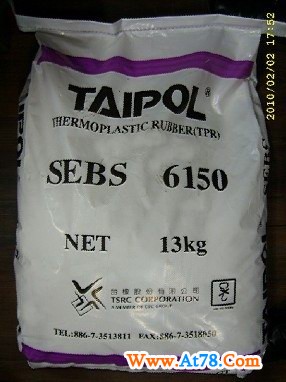 2010/02/02 17:52
TAIPOL®
THERMOPLASTIC RUBBER(TPR)
SEBS 6150
NET 13kg
台橡股份有限公司
TSRC CORPORATION
TEL:886-7-3513811 FAX:886-7-3518050
www.At78.Com